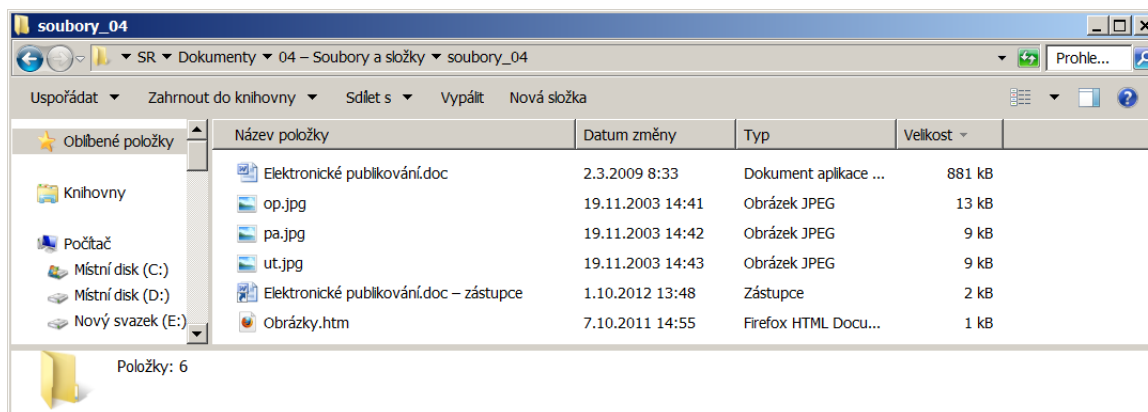 soubory_04
SR Dokumenty 04 – Soubory a složky soubory_04 Prohle...
Uspořádat Zahrnout do knihovny Sdílet s Vypálit Nová složka
Oblíbené položky
Knihovny
Počítač
Místní disk (C:)
Místní disk (D:)
Nový svazek (E:)
Název položky Datum změny Typ Velikost
Elektronické publikování.doc 2.3.2009 8:33 Dokument aplikace ... 881 kB
op.jpg 19.11.2003 14:41 Obrázek JPEG 13 kB
pa.jpg 19.11.2003 14:42 Obrázek JPEG 9 kB
ut.jpg 19.11.2003 14:43 Obrázek JPEG 9 kB
Elektronické publikování.doc – zástupce 1.10.2012 13:48 Zástupce 2 kB
Obrázky.htm 7.10.2011 14:55 Firefox HTML Docu... 1 kB
Položky: 6